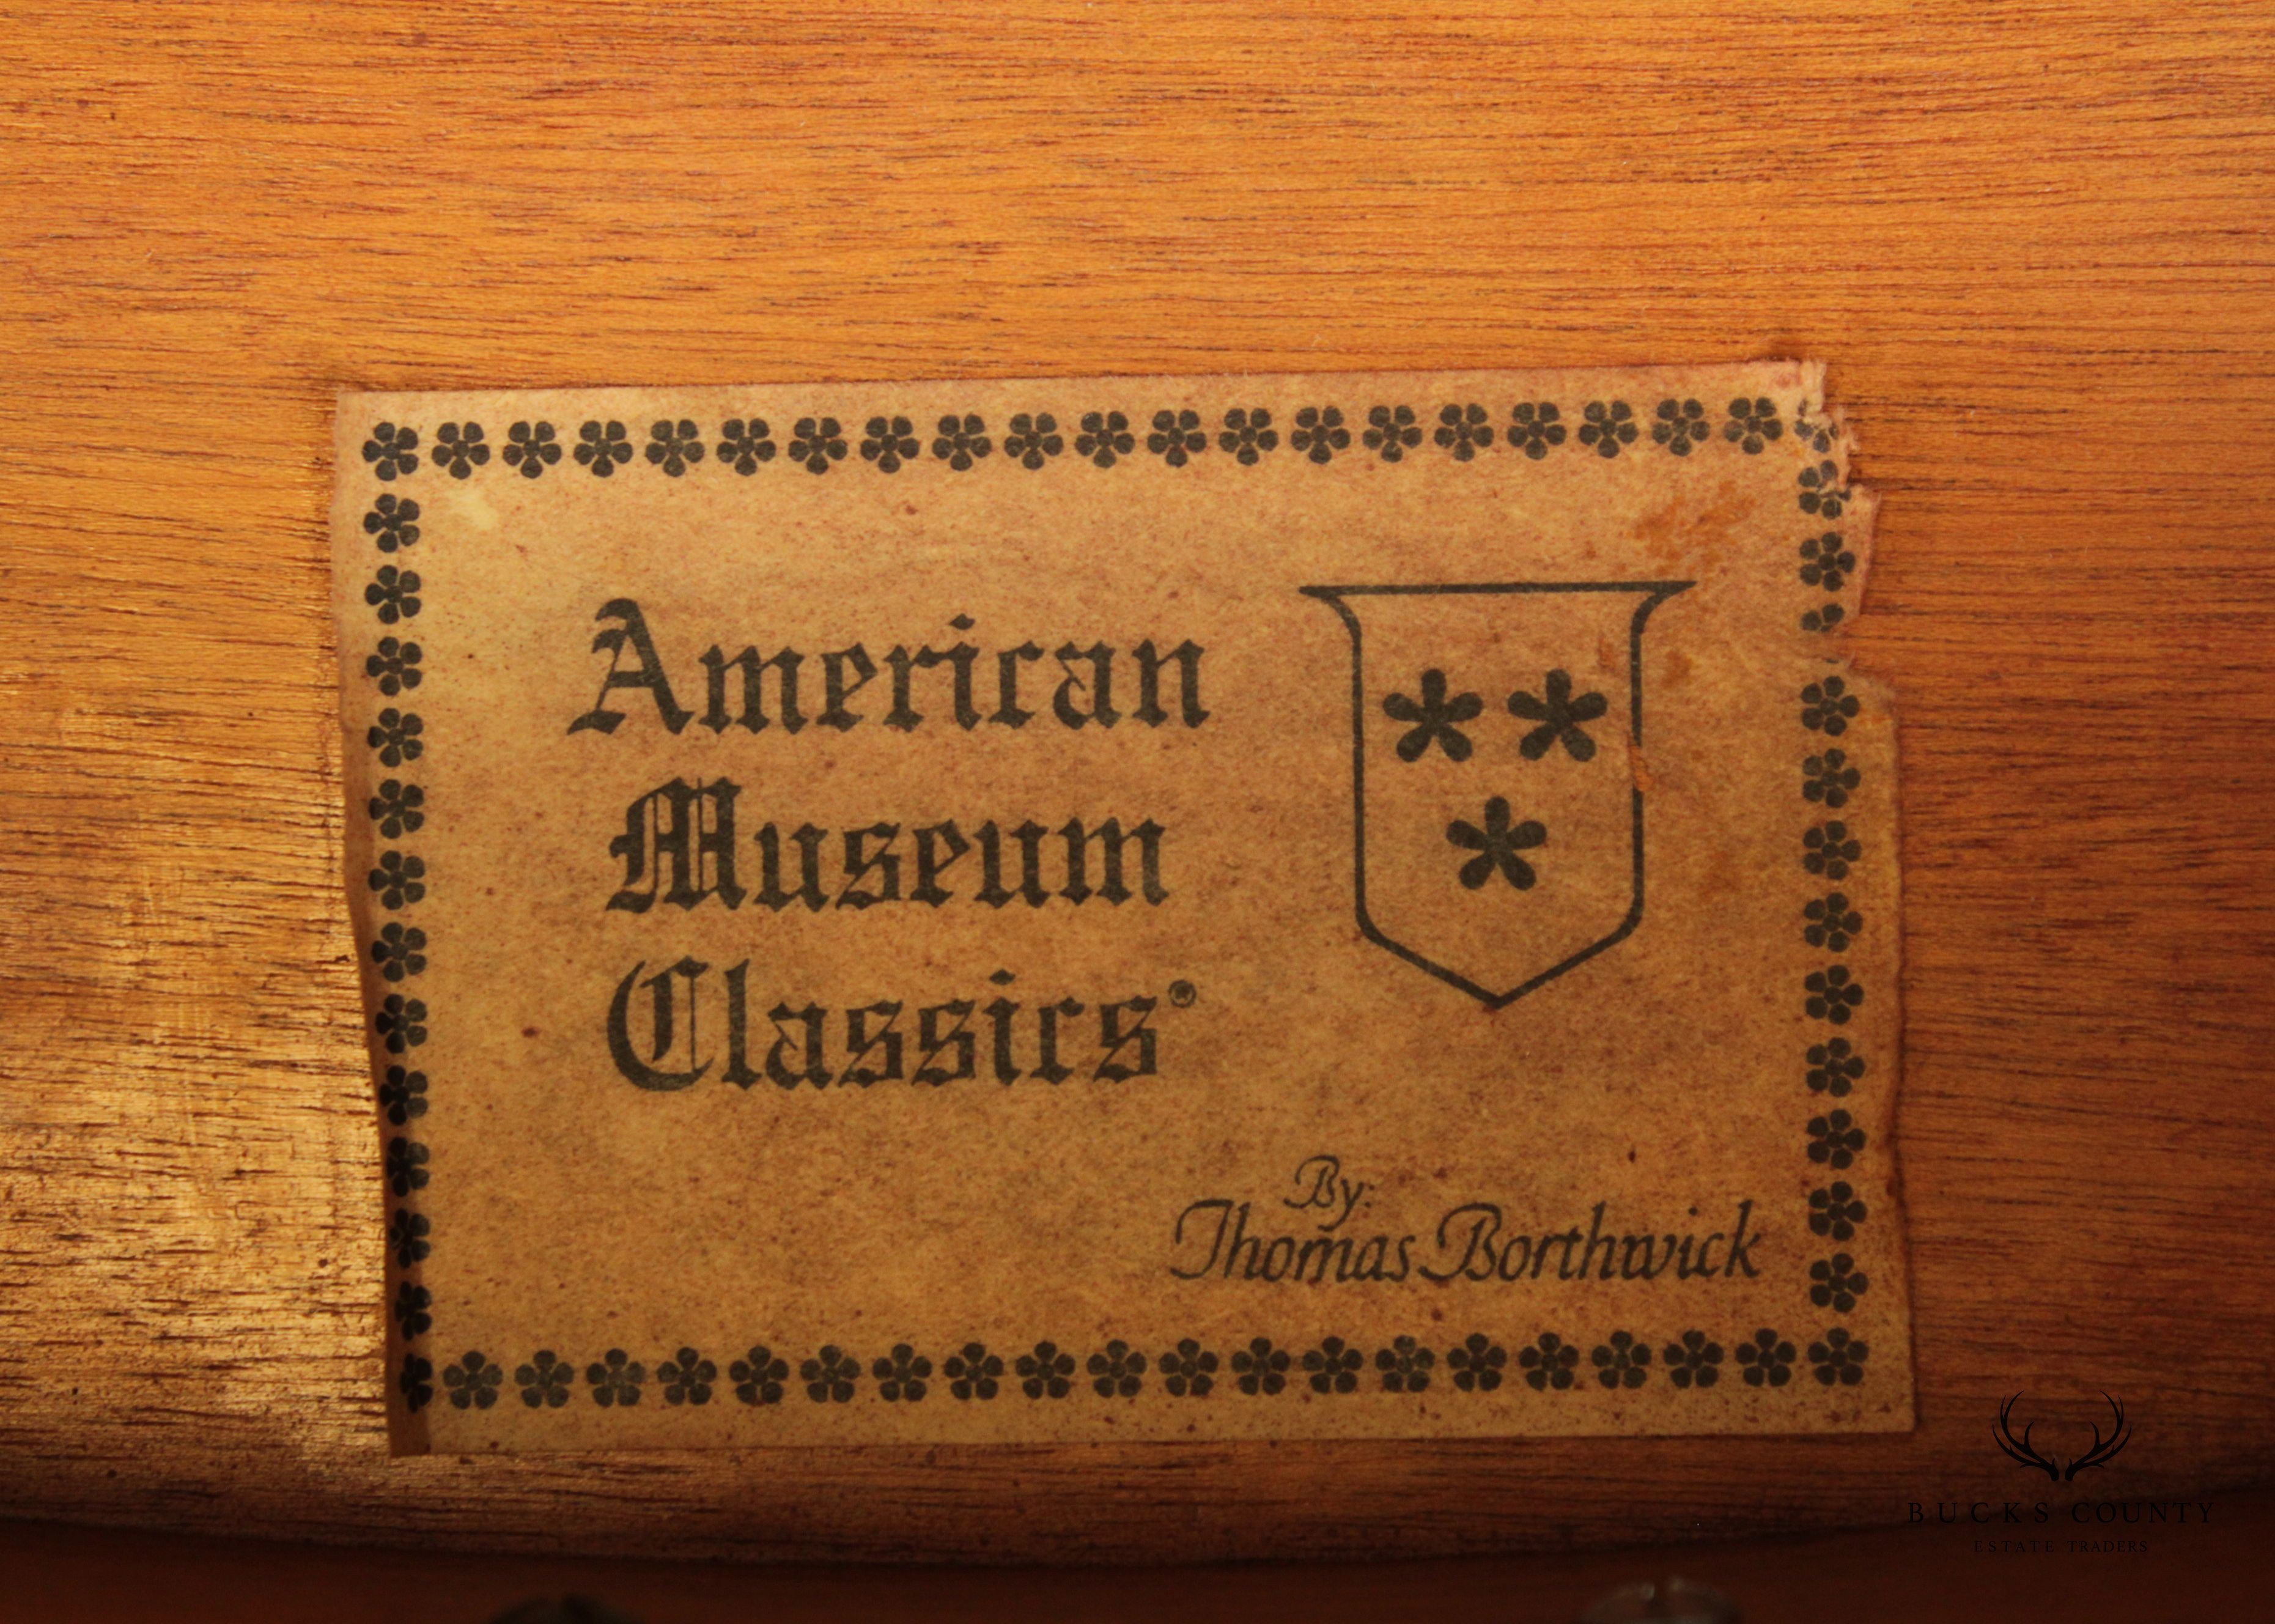 American
Museum
Classics®
By:
Thomas Borthwick
BUCKS COUNTY
ESTATE TRADERS